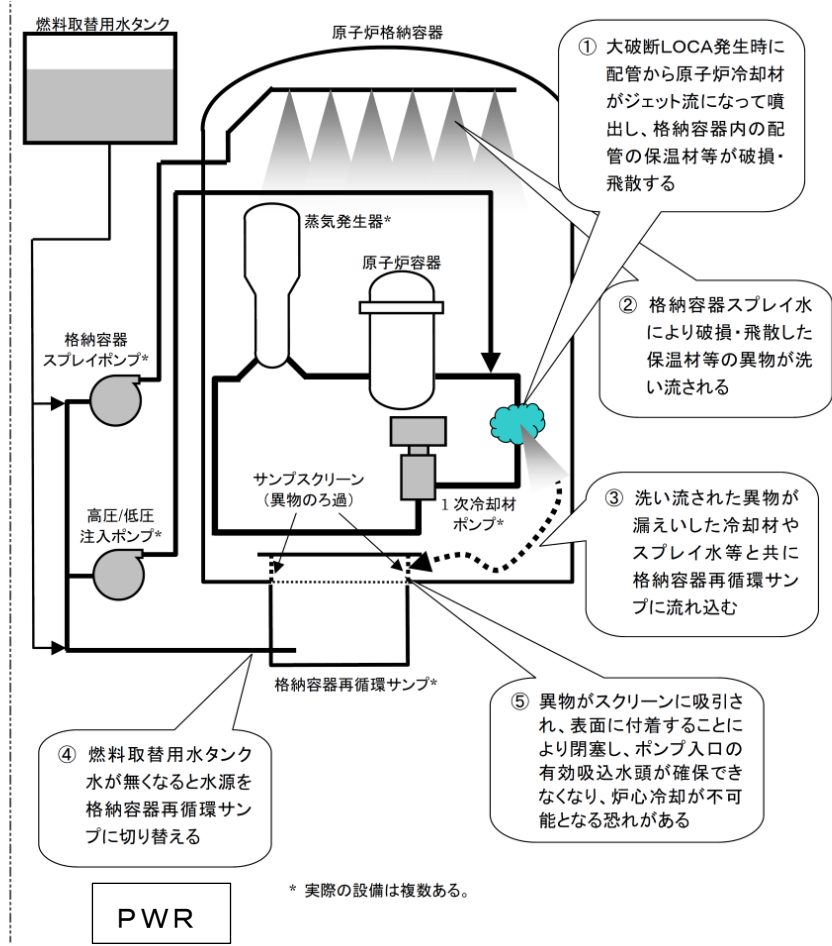 燃料取替用水タンク
原子炉格納容器
① 大破断LOCA発生時に
配管から原子炉冷却材
がジェット流になって噴
出し、格納容器内の配
管の保温材等が破損・
飛散する
蒸気発生器*
原子炉容器
② 格納容器スプレイ水
により破損・飛散した
保温材等の異物が洗
い流される
格納容器
スプレイポンプ*
サンプスクリーン
(異物のろ過)
1次冷却材
ポンプ*
③ 洗い流された異物が
漏えいした冷却材や
スプレイ水等と共に
格納容器再循環サン
プに流れ込む
高圧/低圧
注入ポンプ*
格納容器再循環サンプ*
④ 燃料取替用水タンク
水が無くなると水源を
格納容器再循環サン
プに切り替える
⑤ 異物がスクリーンに吸引さ
れ、表面に付着することに
より閉塞し、ポンプ入口の
有効吸込水頭が確保でき
なくなり、炉心冷却が不可
能となる恐れがある
* 実際の設備は複数ある。
PWR